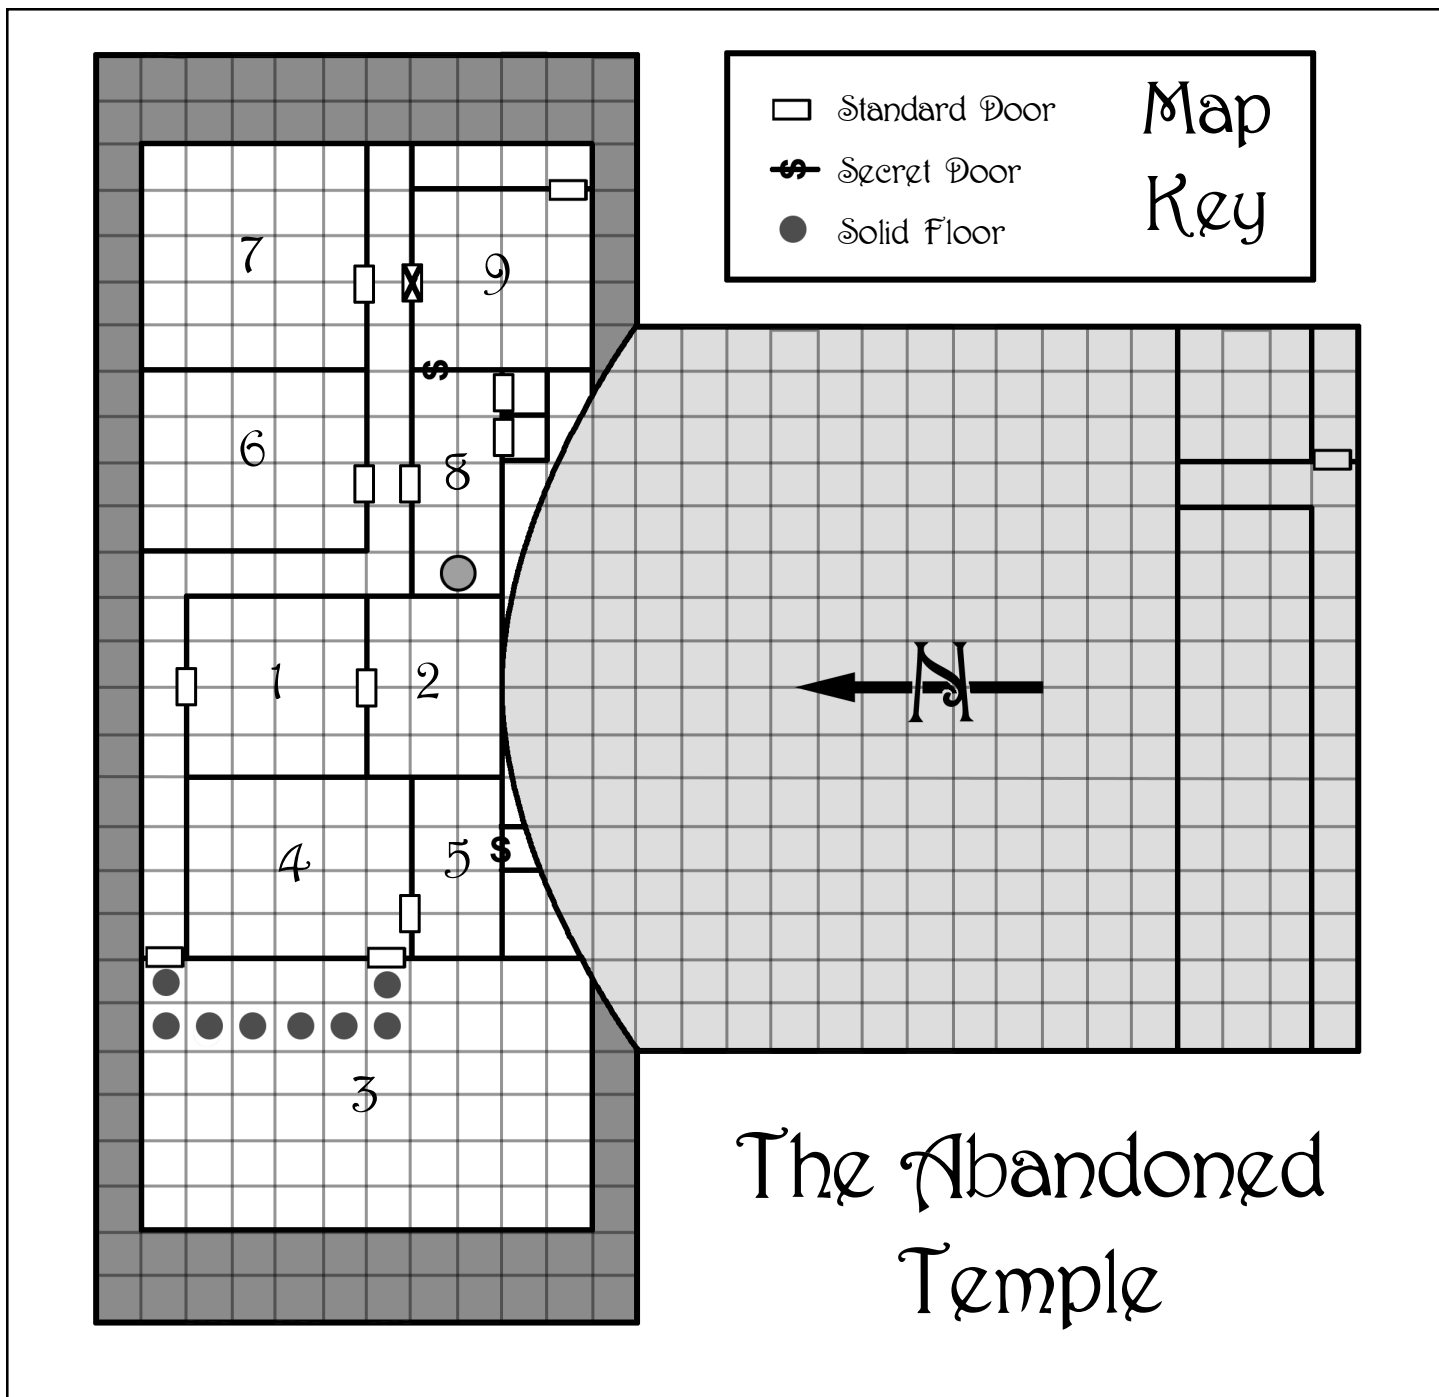 Map
Key
Standard Door
S Secret Door
Solid Floor
7
9
S
6
8
1
2
N
4
5
S
3
The Abandoned
Temple